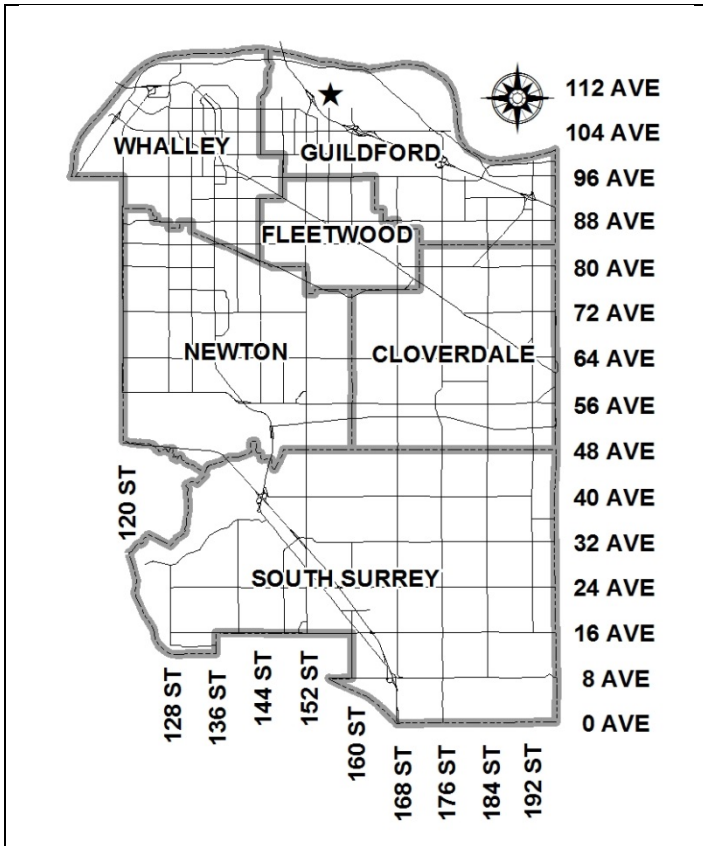 112 AVE
104 AVE
WHALLEY
GUILDFORD
96 AVE
88 AVE
FLEETWOOD
80 AVE
72 AVE
NEWTON
CLOVERDALE
64 AVE
56 AVE
48 AVE
120 ST
40 AVE
32 AVE
SOUTH SURREY
24 AVE
16 AVE
8 AVE
0 AVE
128 ST
136 ST
144 ST
152 ST
160 ST
168 ST
176 ST
184 ST
192 ST